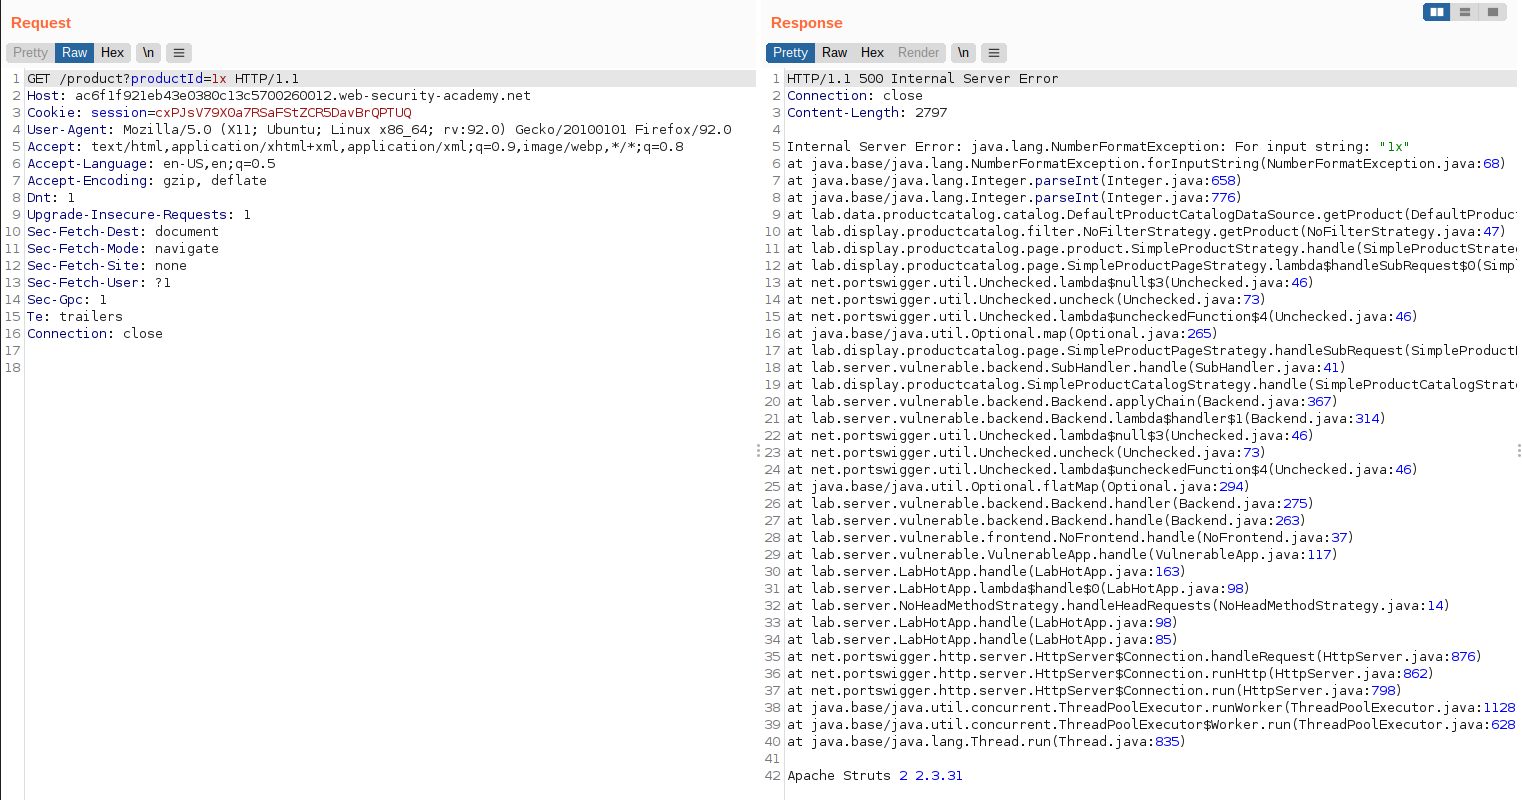 Request
Pretty Raw Hex \n
1 GET /product?productId=1x HTTP/1.1
2 Host: ac6f1f921eb43e0380c13c5700260012.web-security-academy.net
3 Cookie: session=cxPJsV79X0a7RSaFStZCR5DavBrQPTUQ
4 User-Agent: Mozilla/5.0 (X11; Ubuntu; Linux x86_64; rv:92.0) Gecko/20100101 Firefox/92.0
5 Accept: text/html,application/xhtml+xml,application/xml;q=0.9,image/webp,*/*;q=0.8
6 Accept-Language: en-US,en;q=0.5
7 Accept-Encoding: gzip, deflate
8 Dnt: 1
9 Upgrade-Insecure-Requests: 1
10 Sec-Fetch-Dest: document
11 Sec-Fetch-Mode: navigate
12 Sec-Fetch-Site: none
13 Sec-Fetch-User: ?1
14 Sec-Gpc: 1
15 Te: trailers
16 Connection: close
17
18
Response
Pretty Raw Hex Render \n
1 HTTP/1.1 500 Internal Server Error
2 Connection: close
3 Content-Length: 2797
4
5 Internal Server Error: java.lang.NumberFormatException: For input string: "1x"
6 at java.base/java.lang.NumberFormatException.forInputString(NumberFormatException.java:68)
7 at java.base/java.lang.Integer.parseInt(Integer.java:658)
8 at java.base/java.lang.Integer.parseInt(Integer.java:776)
9 at lab.data.productcatalog.catalog.DefaultProductCatalogDataSource.getProduct(DefaultProduc
10 at lab.display.productcatalog.filter.NoFilterStrategy.getProduct(NoFilterStrategy.java:47)
11 at lab.display.productcatalog.page.product.SimpleProductStrategy.handle(SimpleProductStrate
12 at lab.display.productcatalog.page.SimpleProductPageStrategy.lambda$handleSubRequest$0(Simp
13 at net.portswigger.util.Unchecked.lambda$null$3(Unchecked.java:46)
14 at net.portswigger.util.Unchecked.uncheck(Unchecked.java:73)
15 at net.portswigger.util.Unchecked.lambda$uncheckedFunction$4(Unchecked.java:46)
16 at java.base/java.util.Optional.map(Optional.java:265)
17 at lab.display.productcatalog.page.SimpleProductPageStrategy.handleSubRequest(SimpleProduct
18 at lab.server.vulnerable.backend.SubHandler.handle(SubHandler.java:41)
19 at lab.display.productcatalog.SimpleProductCatalogStrategy.handle(SimpleProductCatalogStrat
20 at lab.server.vulnerable.backend.Backend.applyChain(Backend.java:367)
21 at lab.server.vulnerable.backend.Backend.lambda$handler$1(Backend.java:314)
22 at net.portswigger.util.Unchecked.lambda$null$3(Unchecked.java:46)
23 at net.portswigger.util.Unchecked.uncheck(Unchecked.java:73)
24 at net.portswigger.util.Unchecked.lambda$uncheckedFunction$4(Unchecked.java:46)
25 at java.base/java.util.Optional.flatMap(Optional.java:294)
26 at lab.server.vulnerable.backend.Backend.handler(Backend.java:275)
27 at lab.server.vulnerable.backend.Backend.handle(Backend.java:263)
28 at lab.server.vulnerable.frontend.NoFrontend.handle(NoFrontend.java:37)
29 at lab.server.vulnerable.VulnerableApp.handle(VulnerableApp.java:117)
30 at lab.server.LabHotApp.handle(LabHotApp.java:163)
31 at lab.server.LabHotApp.lambda$handle$0(LabHotApp.java:98)
32 at lab.server.NoHeadMethodStrategy.handleHeadRequests(NoHeadMethodStrategy.java:14)
33 at lab.server.LabHotApp.handle(LabHotApp.java:98)
34 at lab.server.LabHotApp.handle(LabHotApp.java:85)
35 at net.portswigger.http.server.HttpServer$Connection.handleRequest(HttpServer.java:876)
36 at net.portswigger.http.server.HttpServer$Connection.runHttp(HttpServer.java:862)
37 at net.portswigger.http.server.HttpServer$Connection.run(HttpServer.java:798)
38 at java.base/java.util.concurrent.ThreadPoolExecutor.runWorker(ThreadPoolExecutor.java:1128
39 at java.base/java.util.concurrent.ThreadPoolExecutor$Worker.run(ThreadPoolExecutor.java:628
40 at java.base/java.lang.Thread.run(Thread.java:835)
41
42 Apache Struts 2 2.3.31